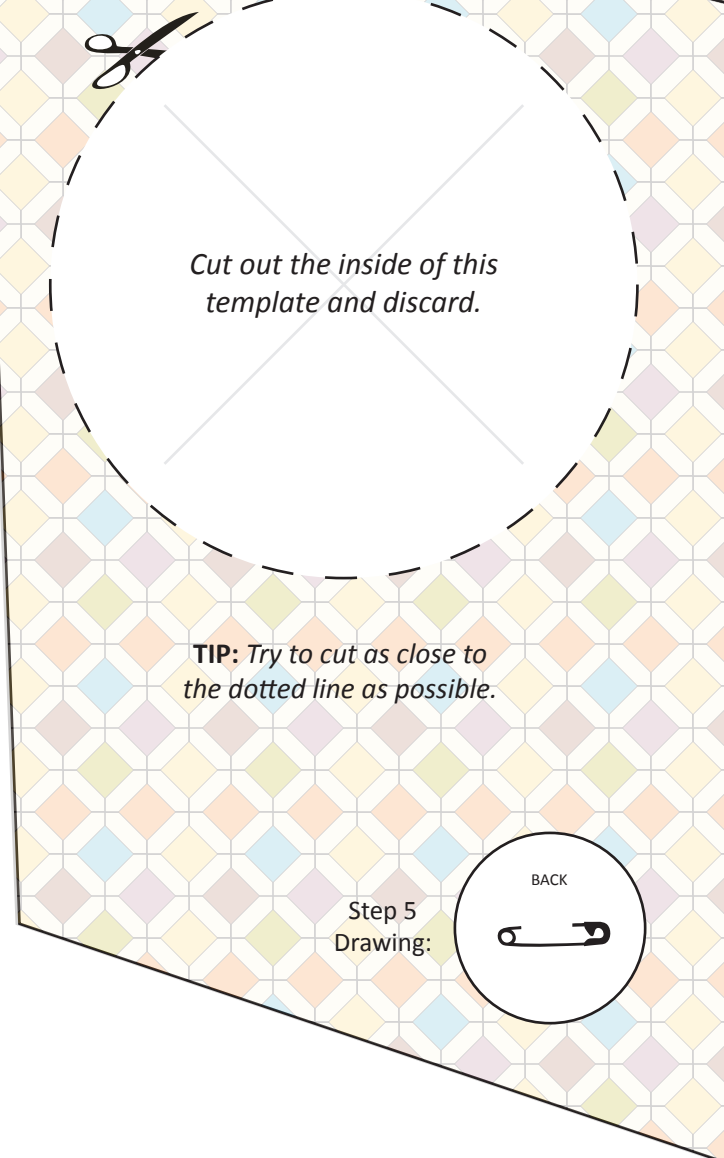 Cut out the inside of this
template and discard.
TIP: Try to cut as close to
the dotted line as possible.
Step 5
Drawing:
BACK